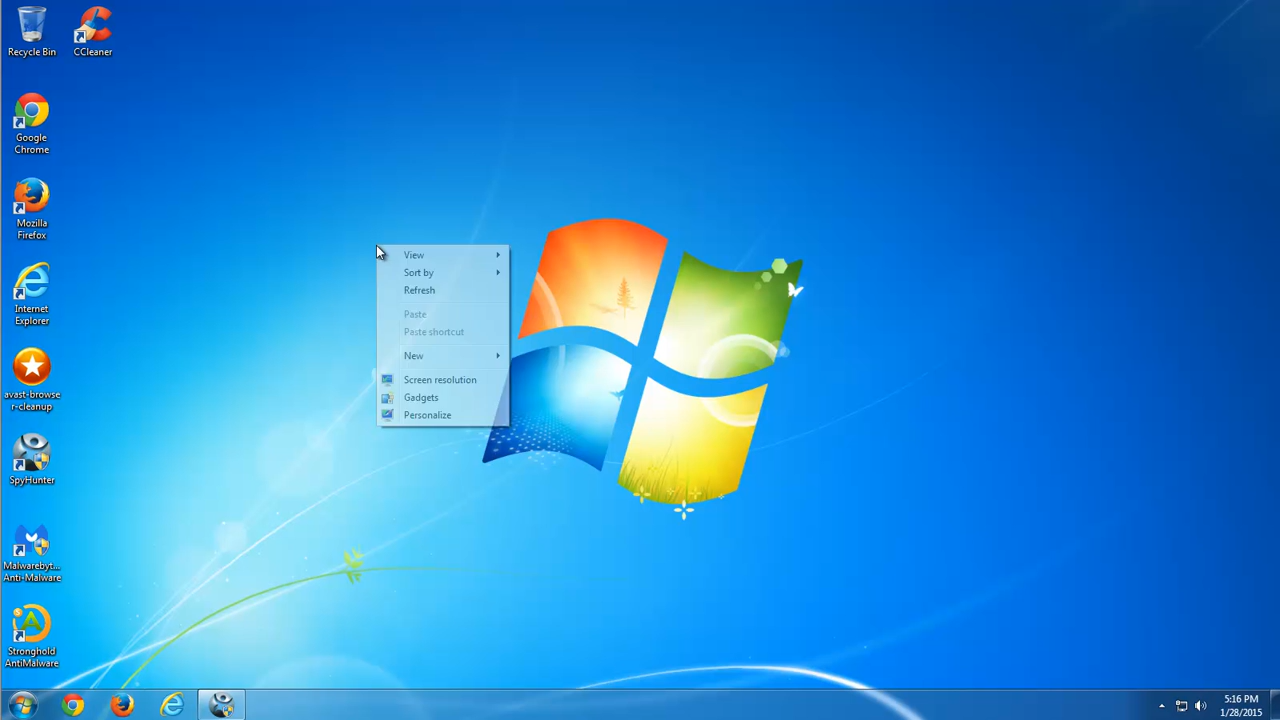 Recycle Bin
CCleaner
Google
Chrome
Mozilla
Firefox
Internet
Explorer
avast-browse
r-cleanup
SpyHunter
Malwarebyt...
Anti-Malware
Stronghold
AntiMalware
View
Sort by
Refresh
Paste
Paste shortcut
New
Screen resolution
Gadgets
Personalize
5:16 PM
1/28/2015